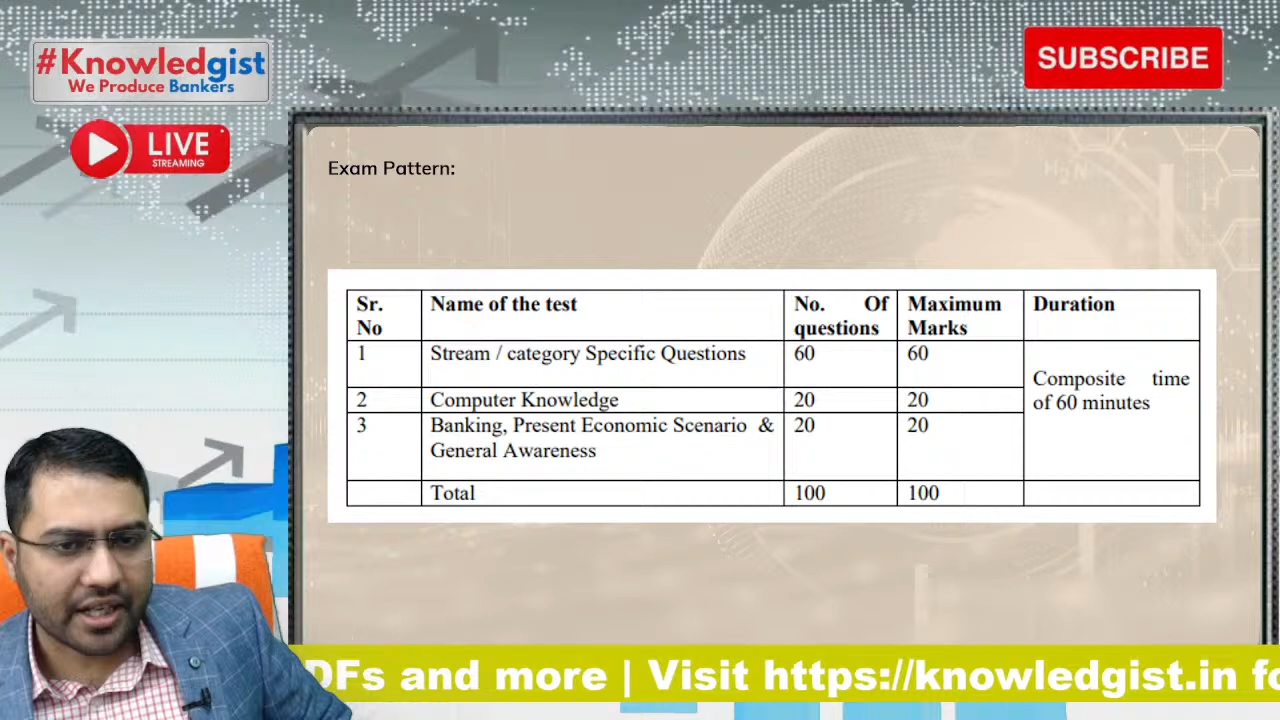 #Knowledgist
We Produce Bankers
LIVE
STREAMING
SUBSCRIBE
Exam Pattern:
Sr. No | Name of the test | No. Of questions | Maximum Marks | Duration
1 | Stream / category Specific Questions | 60 | 60 | Composite time of 60 minutes
2 | Computer Knowledge | 20 | 20
3 | Banking, Present Economic Scenario & General Awareness | 20 | 20
Total | 100 | 100
DFs and more | Visit https://knowledgist.in fo